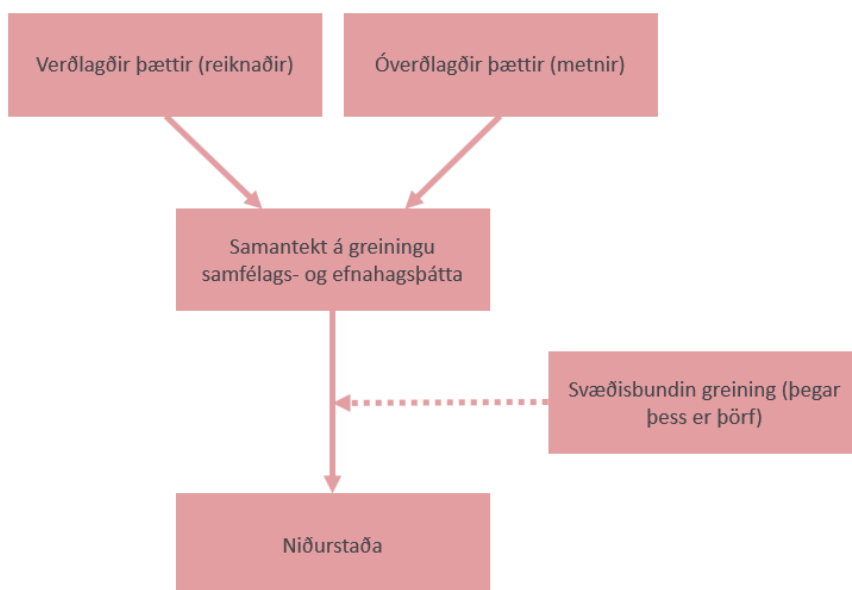 Verðlagðir þættir (reiknaðir)
Óverðlagðir þættir (metnir)
Samantekt á greiningu
samfélags- og efnahagsþátta
Svæðisbundin greining (þegar
þess er þörf)
Niðurstaða